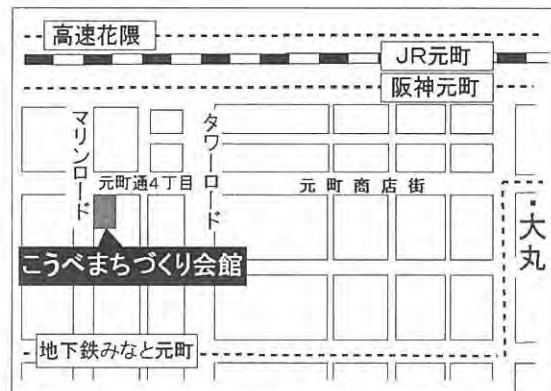 高速花隈
JR元町
阪神元町
マリンロード
タワーロード
元町通4丁目
元町商店街
・大丸
こうべまちづくり会館
地下鉄みなと元町